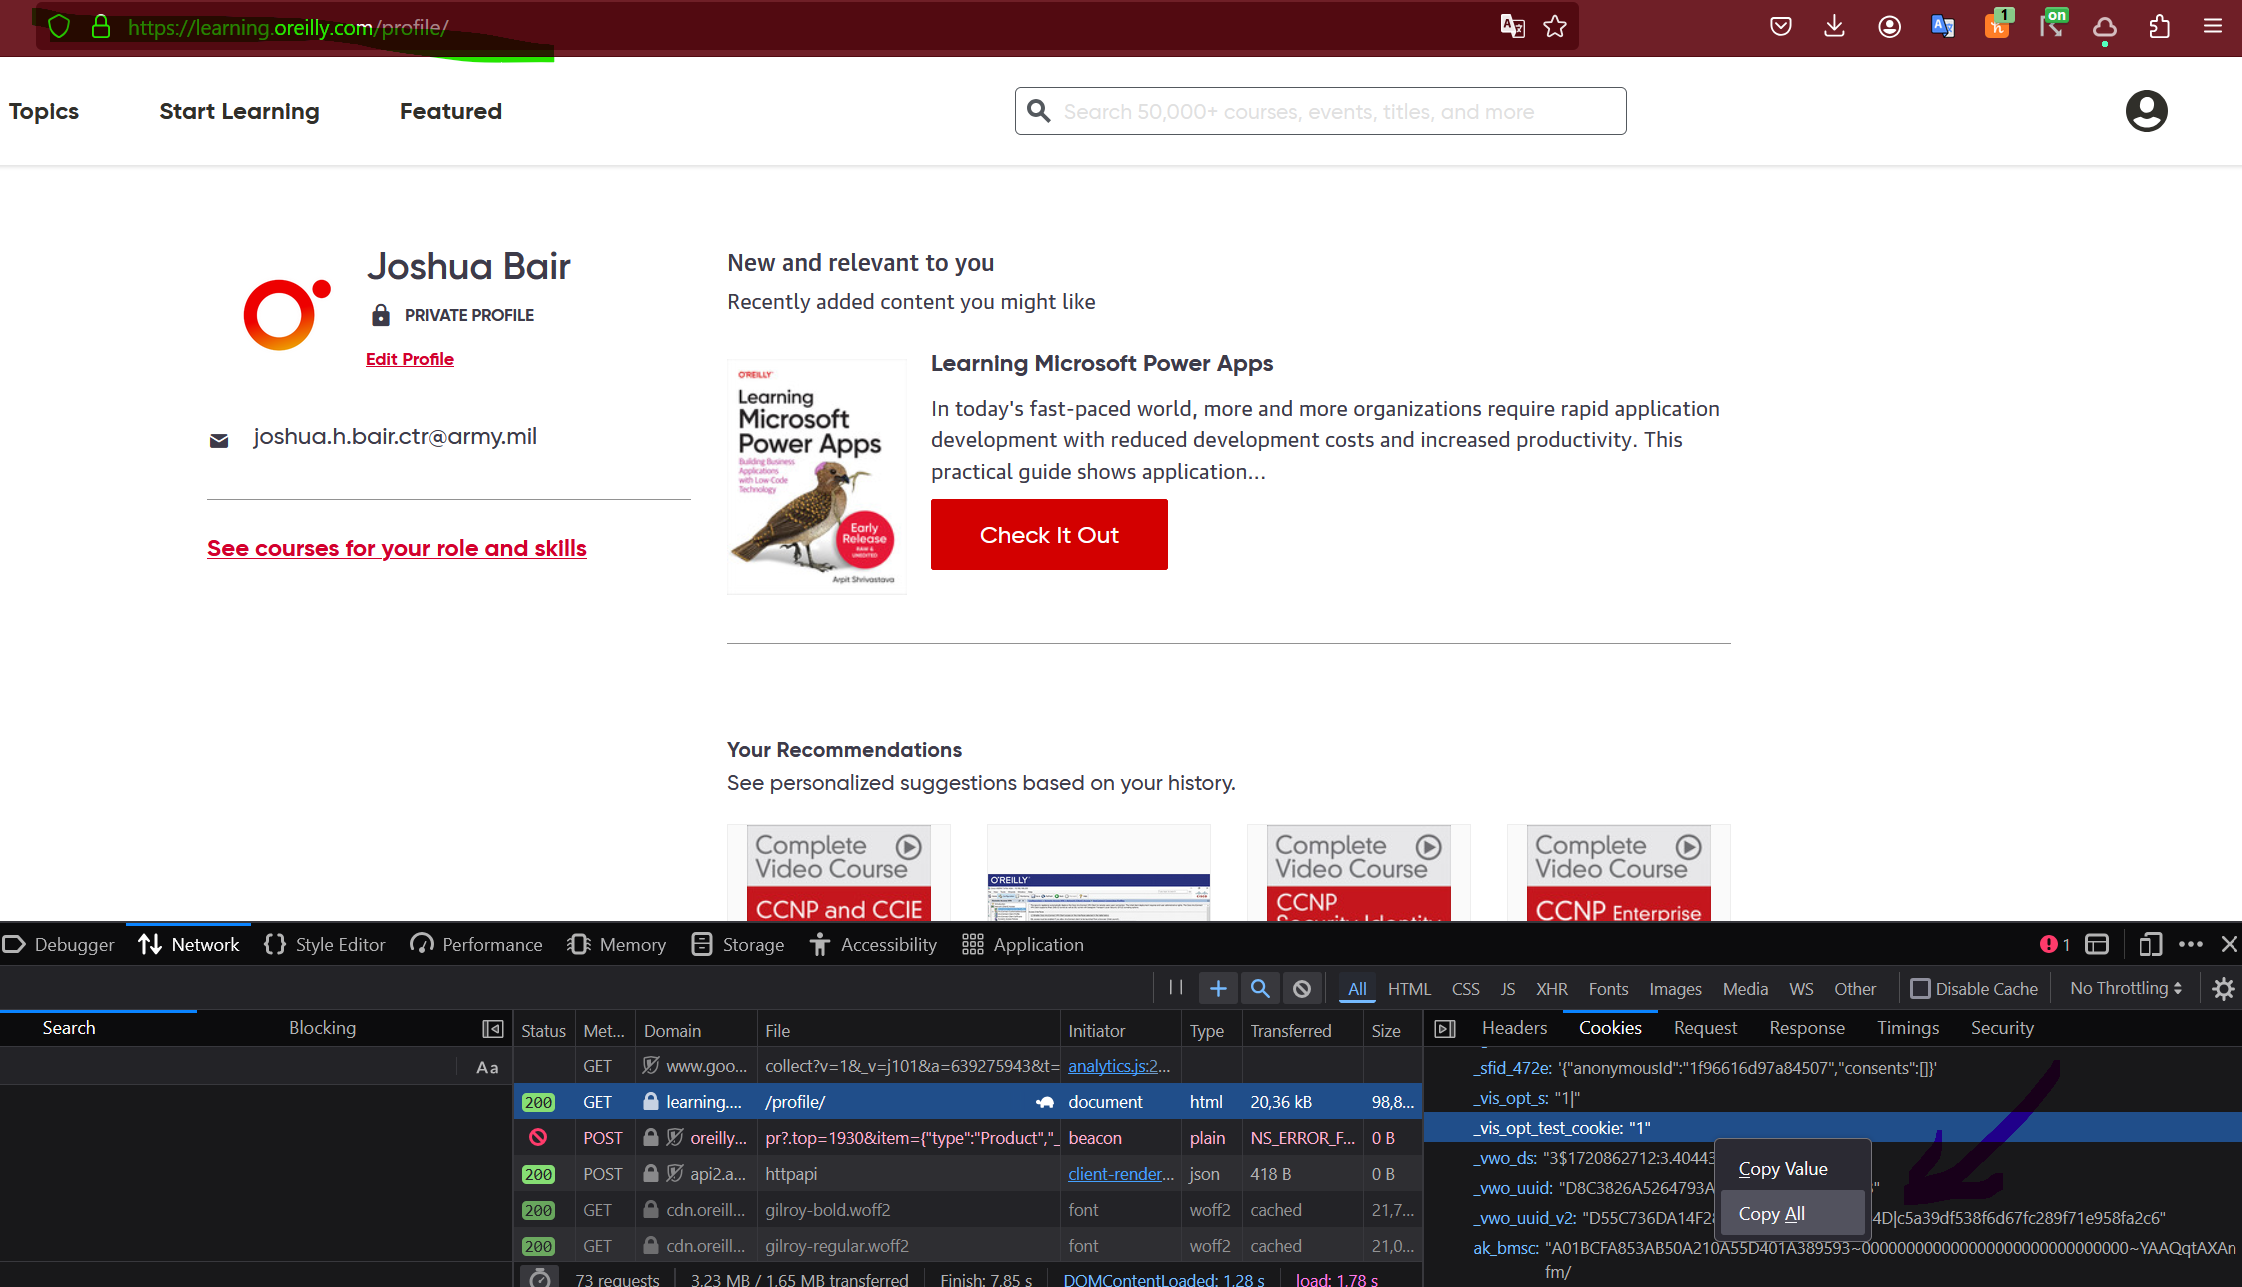 https://learning.oreilly.com/profile/
1
on
Topics
Start Learning
Featured
Search 50,000+ courses, events, titles, and more
Joshua Bair
PRIVATE PROFILE
Edit Profile
joshua.h.bair.ctr@army.mil
See courses for your role and skills
New and relevant to you
Recently added content you might like
O'REILLY
Learning
Microsoft
Power Apps
Building Business
Applications
with Low-Code
Technology
Early
Release
RAW &
UNEDITED
Arpit Shrivastava
Learning Microsoft Power Apps
In today's fast-paced world, more and more organizations require rapid application
development with reduced development costs and increased productivity. This
practical guide shows application...
Check It Out
Your Recommendations
See personalized suggestions based on your history.
Complete
Video Course
CCNP and CCIE
O'REILLY
Complete
Video Course
CCNP
Security Identity
Complete
Video Course
CCNP Enterprise
Debugger
Network
Style Editor
Performance
Memory
Storage
Accessibility
Application
1
All
HTML
CSS
JS
XHR
Fonts
Images
Media
WS
Other
Disable Cache
No Throttling
Search
Blocking
Aa
Status Met... Domain File Initiator Type Transferred Size
GET www.goo... collect?v=1&_v=j101&a=639275943&t= analytics.js:2...
200 GET learning.... /profile/ document html 20,36 kB 98,8...
POST oreilly... pr?.top=1930&item={"type":"Product","_ beacon plain NS_ERROR_F... 0 B
200 POST api2.a... httpapi client-render... json 418 B 0 B
200 GET cdn.oreill... gilroy-bold.woff2 font woff2 cached 21,7...
200 GET cdn.oreill... gilroy-regular.woff2 font woff2 cached 21,0...
73 requests 3,23 MB / 1,65 MB transferred Finish: 7,85 s DOMContentLoaded: 1,28 s load: 1,78 s
Headers Cookies Request Response Timings Security
_sfid_472e: '{"anonymousId":"1f96616d97a84507","consents":[]}'
_vis_opt_s: "1|"
_vis_opt_test_cookie: "1"
_vwo_ds: "3$1720862712:3.40443
_vwo_uuid: "D8C3826A5264793A
_vwo_uuid_v2: "D55C736DA14F28 4D|c5a39df538f6d67fc289f71e958fa2c6"
ak_bmsc: "A01BCFA853AB50A210A55D401A389593~000000000000000000000000000000~YAAQqtAXAn
fm/
Copy Value
Copy All